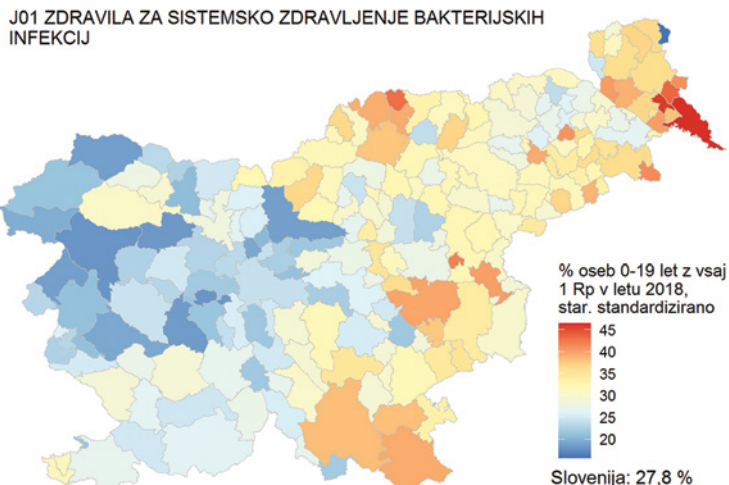 J01 ZDRAVILA ZA SISTEMSKO ZDRAVLJENJE BAKTERIJSKIH
INFEKCIJ
% oseb 0-19 let z vsaj
1 Rp v letu 2018,
star. standardizirano
45
40
35
30
25
20
Slovenija: 27,8 %